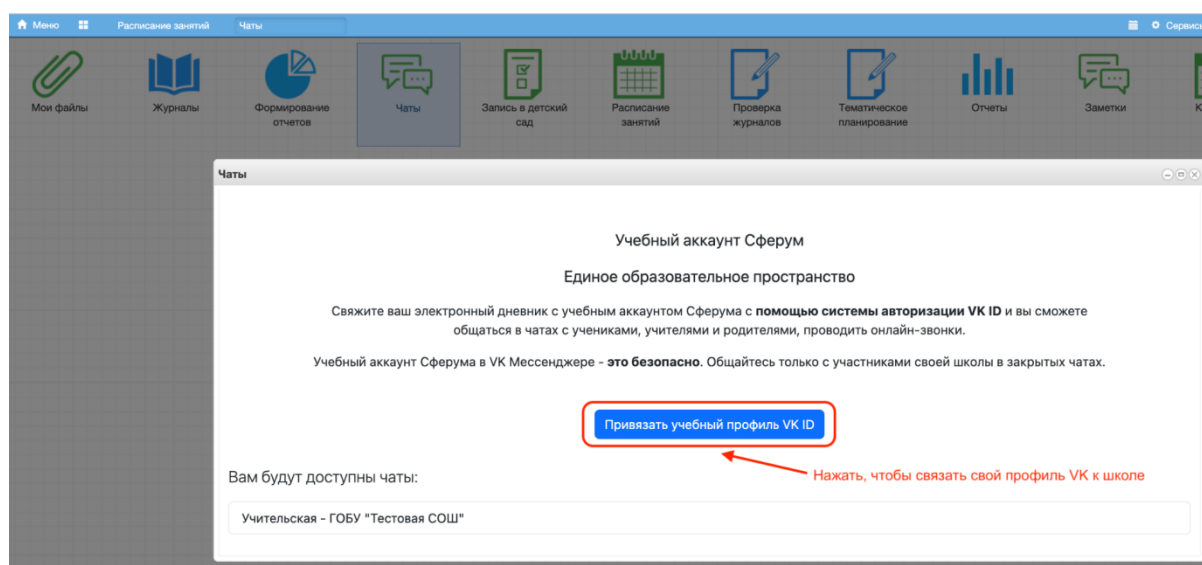 Меню
Расписание занятий
Чаты
Мои файлы
Журналы
Формирование
отчетов
Чаты
Запись в детский
сад
Расписание
занятий
Проверка
журналов
Тематическое
планирование
Отчеты
Заметки
Чаты
Учебный аккаунт Сферум
Единое образовательное пространство
Свяжите ваш электронный дневник с учебным аккаунтом Сферума с помощью системы авторизации VK ID и вы сможете
общаться в чатах с учениками, учителями и родителями, проводить онлайн-звонки.
Учебный аккаунт Сферума в VK Мессенджере - это безопасно. Общайтесь только с участниками своей школы в закрытых чатах.
Привязать учебный профиль VK ID
Нажать, чтобы связать свой профиль VK к школе
Вам будут доступны чаты:
Учительская - ГОБУ "Тестовая СОШ"